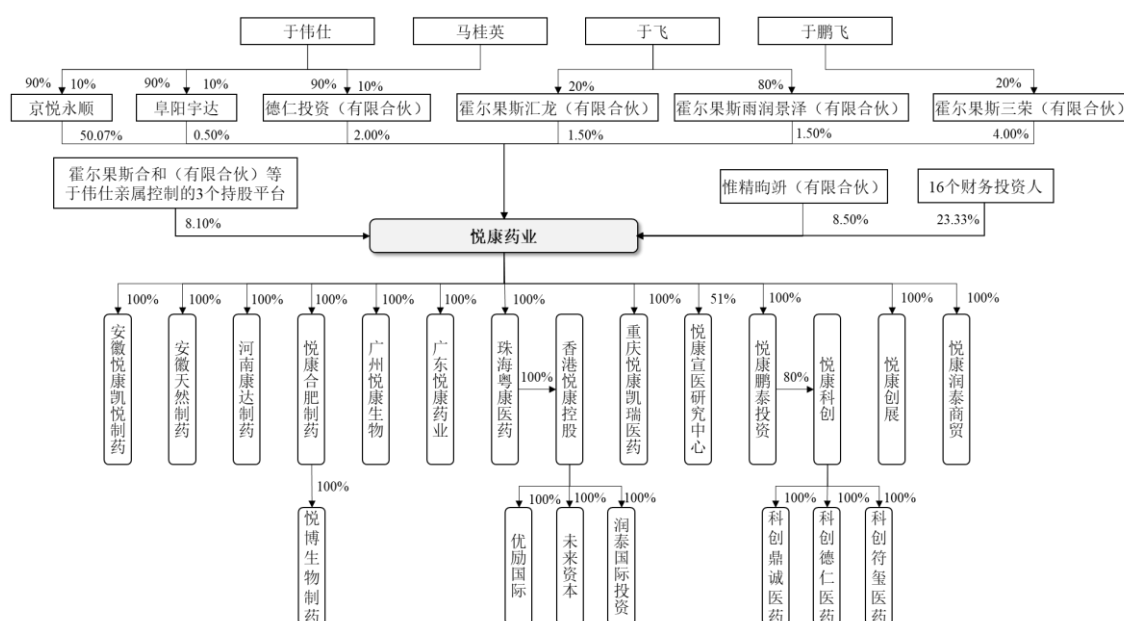 于伟仕
马桂英
于飞
于鹏飞
90%
10%
90%
10%
90%
10%
20%
80%
20%
京悦永顺
阜阳宇达
德仁投资（有限合伙）
霍尔果斯汇龙（有限合伙）
霍尔果斯雨润景泽（有限合伙）
霍尔果斯三荣（有限合伙）
50.07%
0.50%
2.00%
1.50%
1.50%
4.00%
霍尔果斯合和（有限合伙）等
于伟仕亲属控制的3个持股平台
惟精昫竔（有限合伙）
16个财务投资人
8.10%
8.50%
23.33%
悦康药业
100%
100%
100%
100%
100%
100%
100%
100%
51%
100%
100%
100%
安徽悦康凯悦制药
安徽天然制药
河南康达制药
悦康合肥制药
广州悦康生物
广东悦康药业
珠海粤康医药
100%
香港悦康控股
重庆悦康凯瑞医药
悦康宣医研究中心
悦康鹏泰投资
80%
悦康科创
悦康创展
悦康润泰商贸
100%
100%
100%
100%
100%
100%
100%
悦博生物制药
优励国际
未来资本
润泰国际投资
科创鼎诚医药
科创德仁医药
科创符玺医药